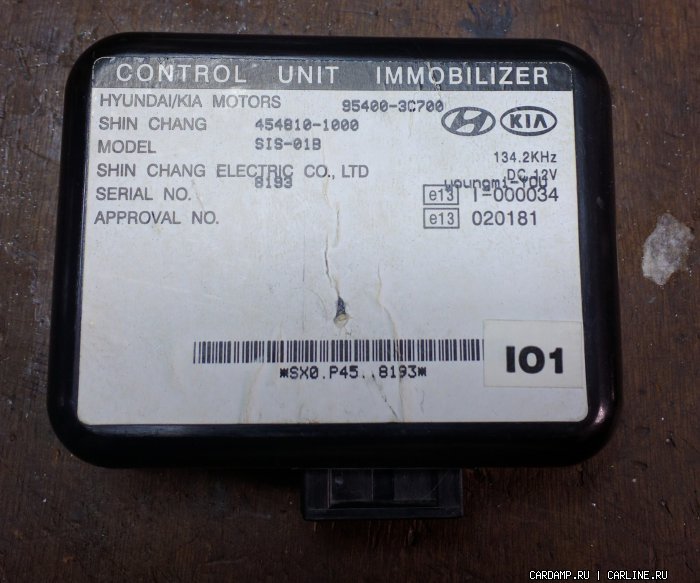 CONTROL UNIT IMMOBILIZER
HYUNDAI/KIA MOTORS 95400-3C700
SHIN CHANG 454810-1000 KIA
MODEL SIS-01B
134.2KHz
SHIN CHANG ELECTRIC CO., LTD DC 12V
8193 youngmi-YOU
SERIAL NO. e13 I-000034
APPROVAL NO. e13 020181
I01
*SX0.P45..8193*
CARDAMP.RU | CARLINE.RU